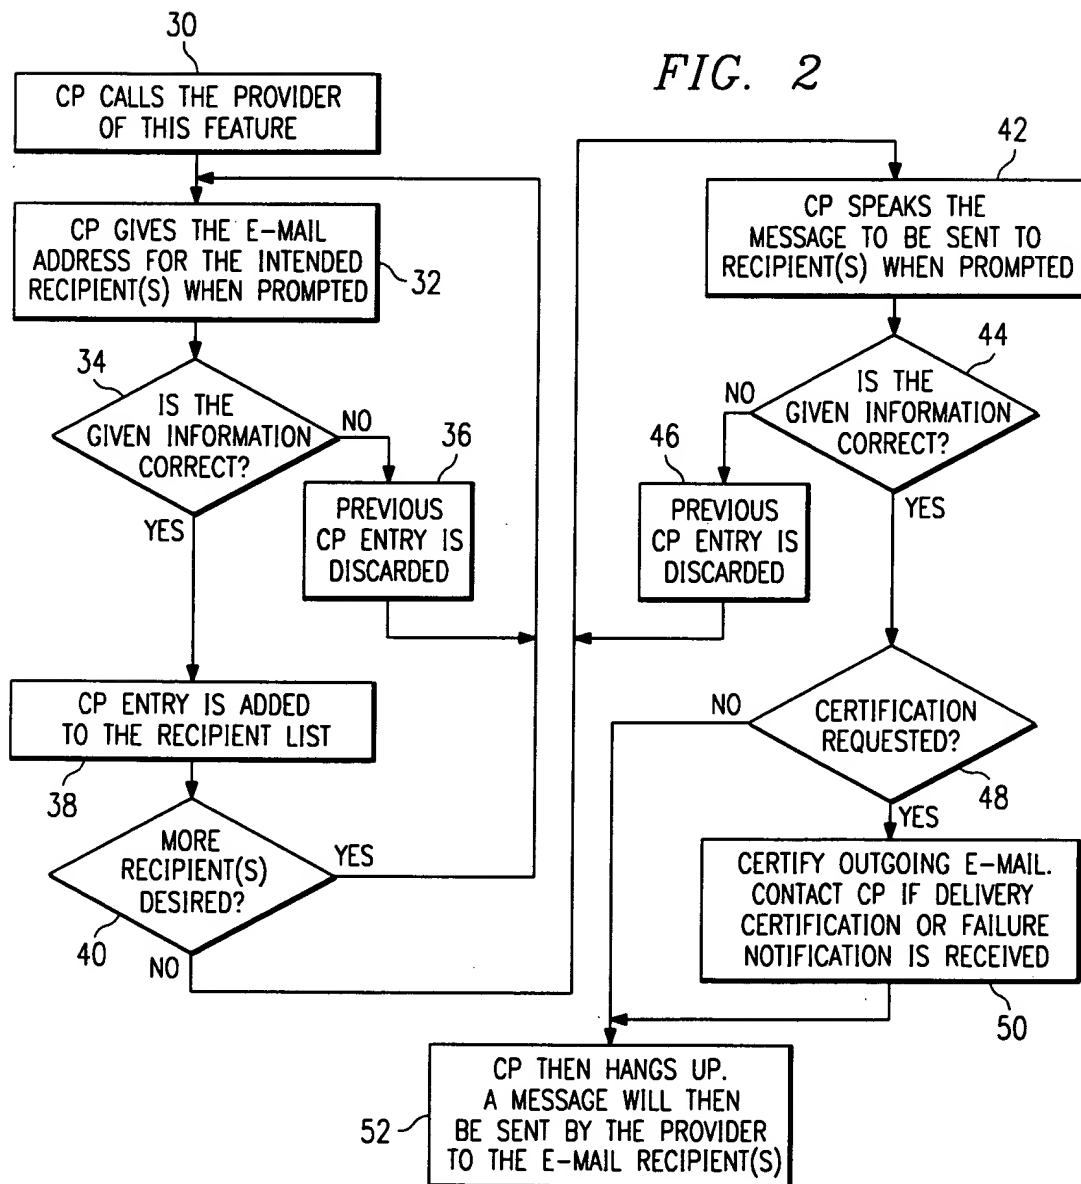 30
CP CALLS THE PROVIDER
OF THIS FEATURE
FIG. 2
CP GIVES THE E-MAIL
ADDRESS FOR THE INTENDED
RECIPIENT(S) WHEN PROMPTED
32
34
IS THE
GIVEN INFORMATION
CORRECT?
NO
YES
36
PREVIOUS
CP ENTRY IS
DISCARDED
CP ENTRY IS ADDED
TO THE RECIPIENT LIST
38
MORE
RECIPIENT(S)
DESIRED?
YES
40
NO
42
CP SPEAKS THE
MESSAGE TO BE SENT TO
RECIPIENT(S) WHEN PROMPTED
44
IS THE
GIVEN INFORMATION
CORRECT?
NO
YES
46
PREVIOUS
CP ENTRY IS
DISCARDED
NO
CERTIFICATION
REQUESTED?
48
YES
CERTIFY OUTGOING E-MAIL.
CONTACT CP IF DELIVERY
CERTIFICATION OR FAILURE
NOTIFICATION IS RECEIVED
50
CP THEN HANGS UP.
A MESSAGE WILL THEN
BE SENT BY THE PROVIDER
TO THE E-MAIL RECIPIENT(S)
52